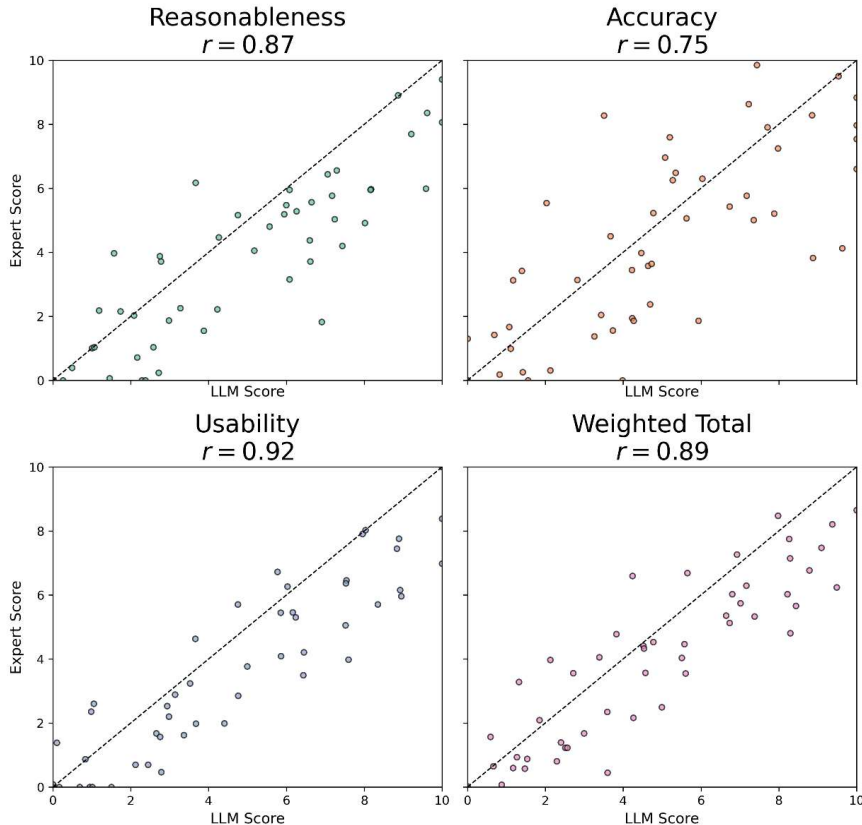 Reasonableness
r = 0.87
Accuracy
r = 0.75
10
8
6
4
2
0
Expert Score
LLM Score
LLM Score
Usability
r = 0.92
Weighted Total
r = 0.89
10
8
6
4
2
0
Expert Score
0 2 4 6 8 10
LLM Score
0 2 4 6 8 10
LLM Score